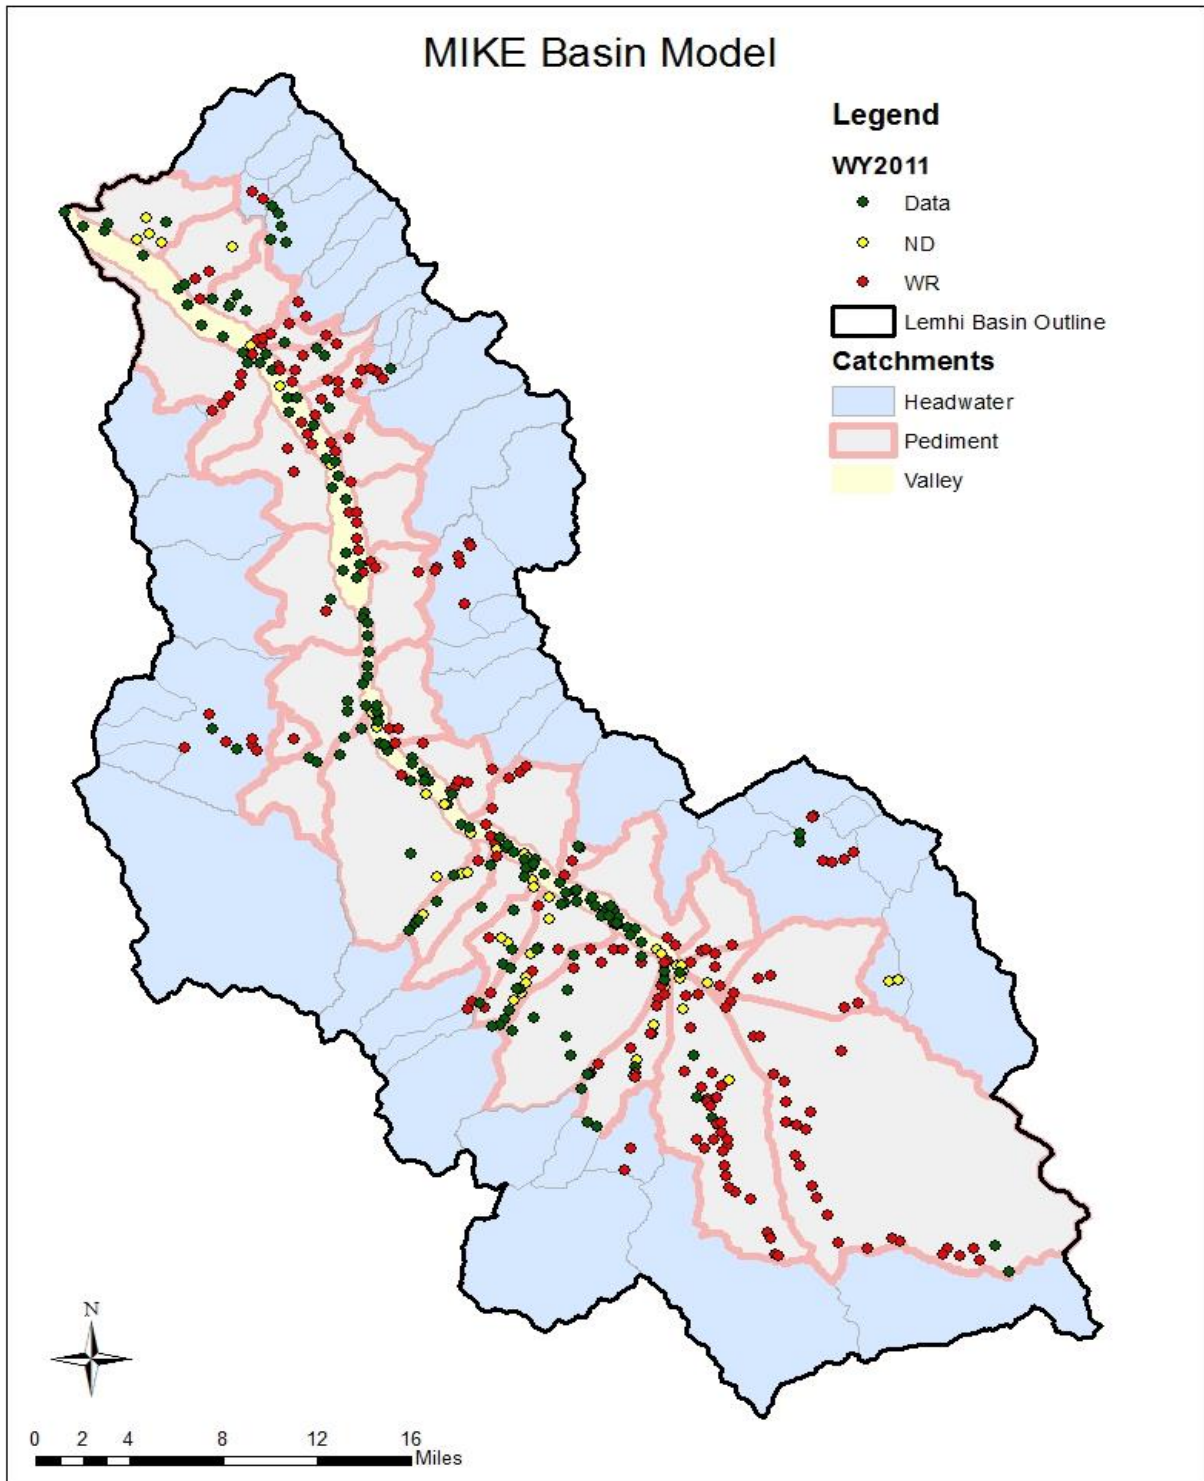 MIKE Basin Model
Legend
WY2011
Data
ND
WR
Lemhi Basin Outline
Catchments
Headwater
Pediment
Valley
N
0 2 4 8 12 16
Miles